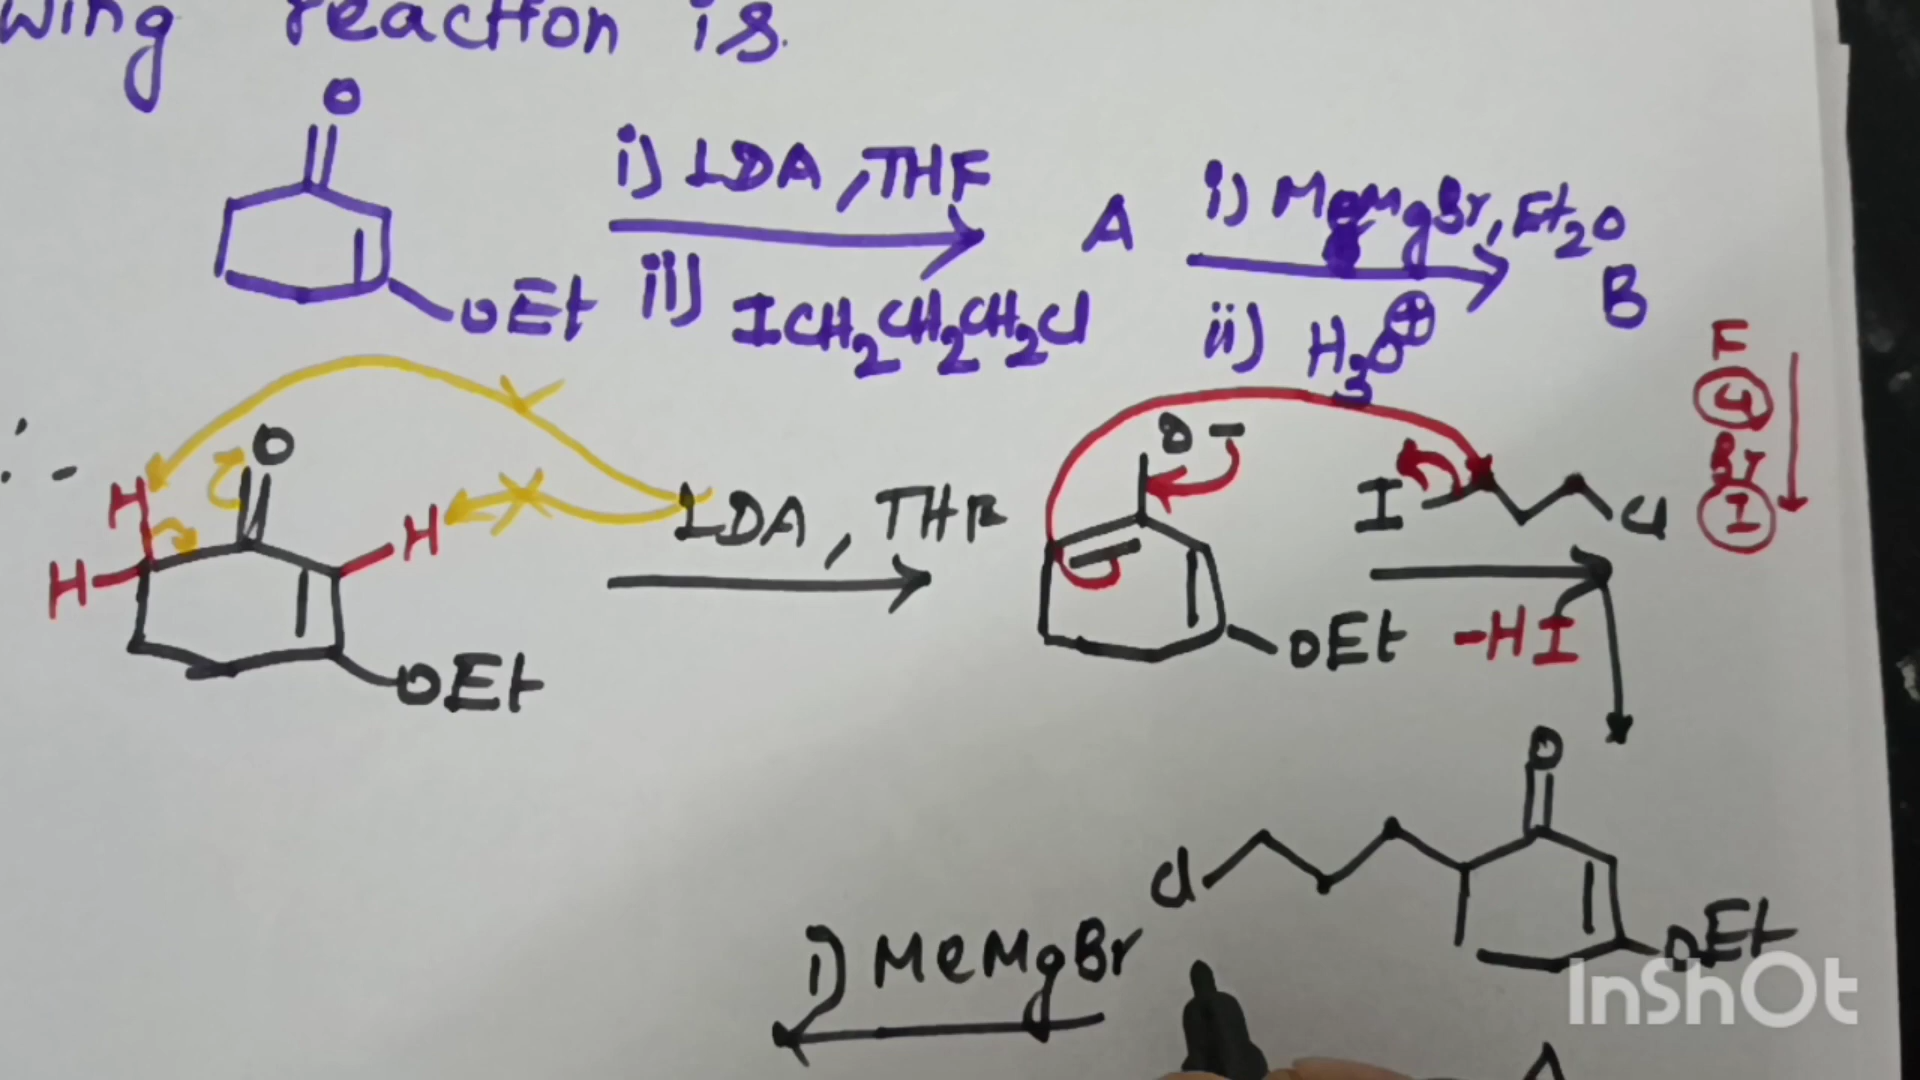 wing reaction is.
O
i) LDA, THF
A
i) MeMgBr, Et2O
B
OEt
ii) ICH2CH2CH2Cl
ii) H3O⊕
F
Cl
Br
I
O
O-
H
H
H
LDA, THF
I
Cl
OEt
OEt
-HI
O
Cl
OEt
i) MeMgBr
A
InShOt